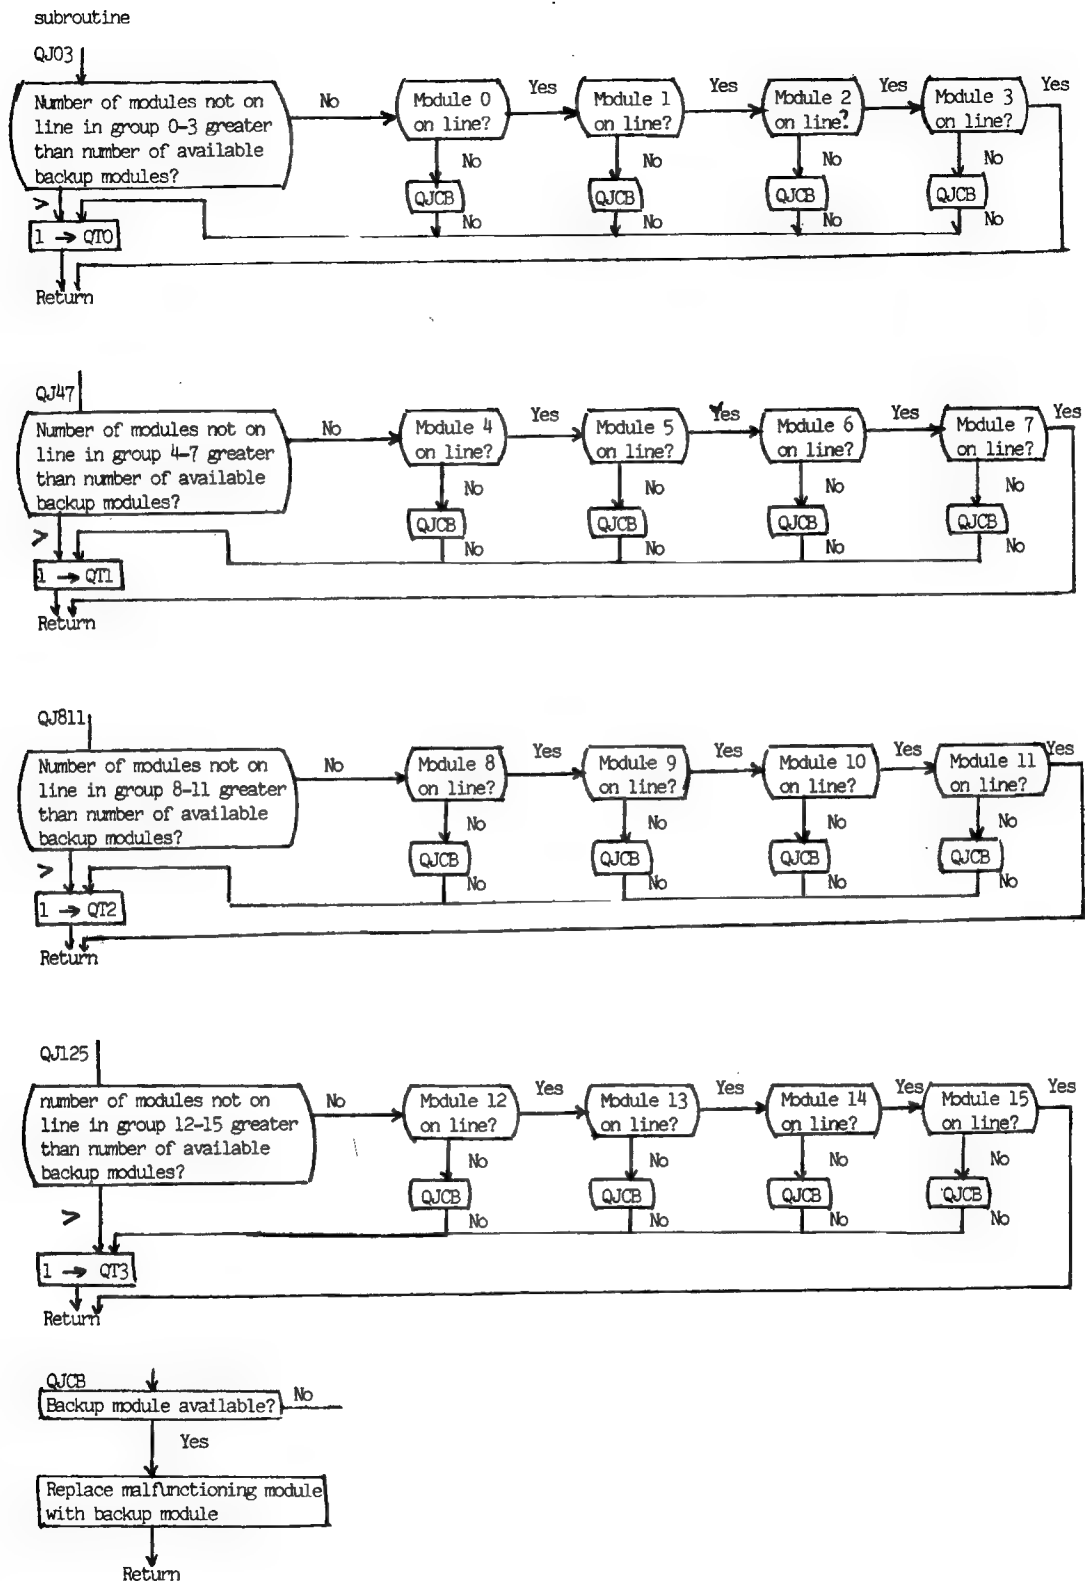 subroutine
QJ03
Number of modules not on
line in group 0-3 greater
than number of available
backup modules?
No
Module 0
on line?
Yes
Module 1
on line?
Yes
Module 2
on line?
Yes
Module 3
on line?
Yes
No
No
No
No
QJCB
QJCB
QJCB
QJCB
No
No
No
No
>
1 → QT0
Return
QJ47
Number of modules not on
line in group 4-7 greater
than number of available
backup modules?
No
Module 4
on line?
Yes
Module 5
on line?
Yes
Module 6
on line?
Yes
Module 7
on line?
Yes
No
No
No
No
QJCB
QJCB
QJCB
QJCB
No
No
No
No
>
1 → QT1
Return
QJ811
Number of modules not on
line in group 8-11 greater
than number of available
backup modules?
No
Module 8
on line?
Yes
Module 9
on line?
Yes
Module 10
on line?
Yes
Module 11
on line?
Yes
No
No
No
No
QJCB
QJCB
QJCB
QJCB
No
No
No
No
>
1 → QT2
Return
QJ125
number of modules not on
line in group 12-15 greater
than number of available
backup modules?
No
Module 12
on line?
Yes
Module 13
on line?
Yes
Module 14
on line?
Yes
Module 15
on line?
Yes
No
No
No
No
QJCB
QJCB
QJCB
QJCB
No
No
No
No
>
1 → QT3
Return
QJCB
Backup module available?
No
Yes
Replace malfunctioning module
with backup module
Return